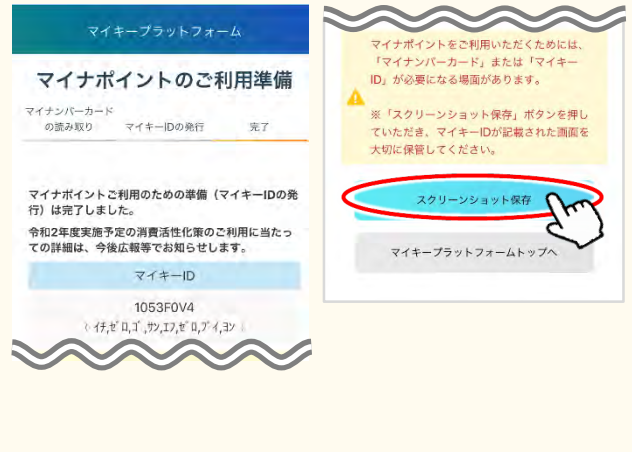 マイキープラットフォーム
マイナポイントのご利用準備
マイナンバーカード
の読み取り
マイキーIDの発行
完了
マイナポイントご利用のための準備（マイキーIDの発
行）は完了しました。
令和2年度実施予定の消費活性化策のご利用に当たっ
ての詳細は、今後広報等でお知らせします。
マイキーID
1053F0V4
（ イチ,ゼロ,ゴ,サン,エフ,ゼロ,ブイ,ヨン ）
マイナポイントをご利用いただくためには、
「マイナンバーカード」または「マイキー
ID」が必要になる場面があります。
※「スクリーンショット保存」ボタンを押し
ていただき、マイキーIDが記載された画面を
大切に保管してください。
スクリーンショット保存
マイキープラットフォームトップへ